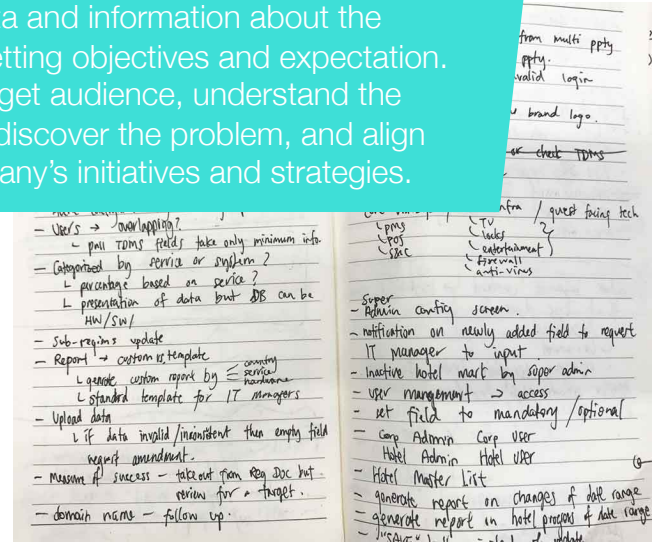 a and information about the
tting objectives and expectation.
get audience, understand the
discover the problem, and align
any's initiatives and strategies.
- Users → overlapping?
└ pull TDMS fields take only minimum info.
- Categorized by service or system?
└ percentage based on service?
└ presentation of data but DB can be
HW/SW/
- Sub-regions update
- Report → custom vs template
└ generate custom report by country
service
hardware
└ standard template for IT Managers
- Upload data
└ if data invalid/inconsistent then empty field
request amendment.
- Measure of success - take out from Req Doc but
review for a target.
- domain name - follow up.
from multi ppty
ppty.
valid login
brand logo.
or check TDMS
infra / guest facing tech
PMS
POS
S&C
TV
locks
entertainment
firewall
anti-virus
Super
- Admin config screen.
- notification on newly added field to request
IT manager to input
- Inactive hotel mark by super admin
- user management → access
- set field to mandatory/optional
- Corp Admin Corp User
Hotel Admin Hotel User
- Hotel Master List
- generate report on changes of date range
- generate report on hotel progress of date range
update